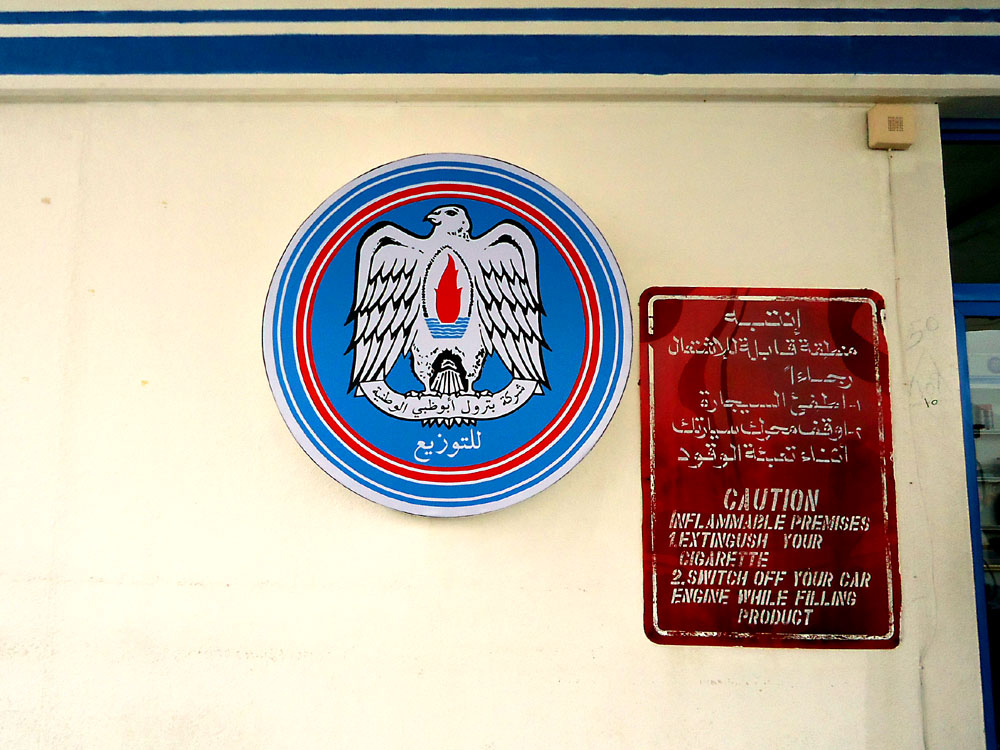 شركة بترول أبوظبي الوطنية
للتوزيع
إنتبه
منطقة قابلة للإشتعال
رجاءاً
١- اطفئ السيجارة
٢- اوقف محرك سيارتك
اثناء تعبئة الوقود
CAUTION
INFLAMMABLE PREMISES
1.EXTINGUSH YOUR
CIGARETTE
2.SWITCH OFF YOUR CAR
ENGINE WHILE FILLING
PRODUCT